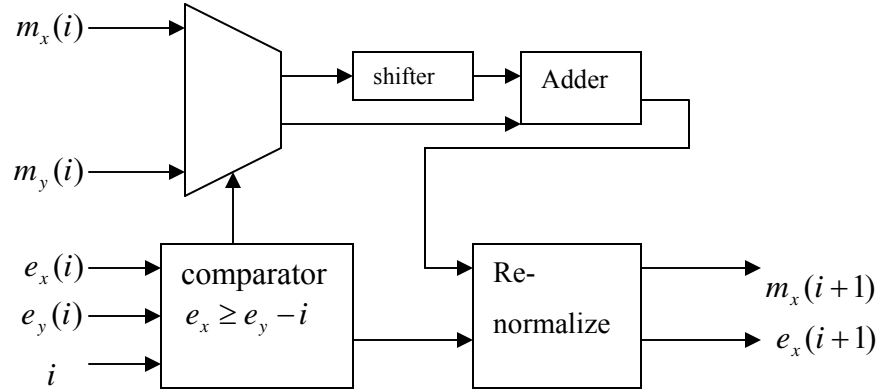 m_x(i)
shifter
Adder
m_y(i)
e_x(i)
e_y(i)
i
comparator
e_x ≥ e_y − i
Re-
normalize
m_x(i+1)
e_x(i+1)